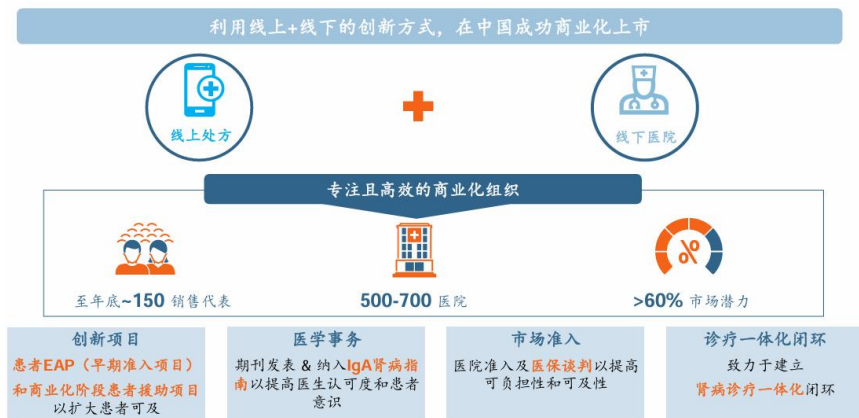 利用线上+线下的创新方式，在中国成功商业化上市
线上处方
线下医院
专注且高效的商业化组织
%
至年底~150 销售代表
500-700 医院
>60% 市场潜力
创新项目
患者EAP（早期准入项目）
和商业化阶段患者援助项目
以扩大患者可及
医学事务
期刊发表 & 纳入IgA肾病指
南以提高医生认可度和患者
意识
市场准入
医院准入及医保谈判以提高
可负担性和可及性
诊疗一体化闭环
致力于建立
肾病诊疗一体化闭环